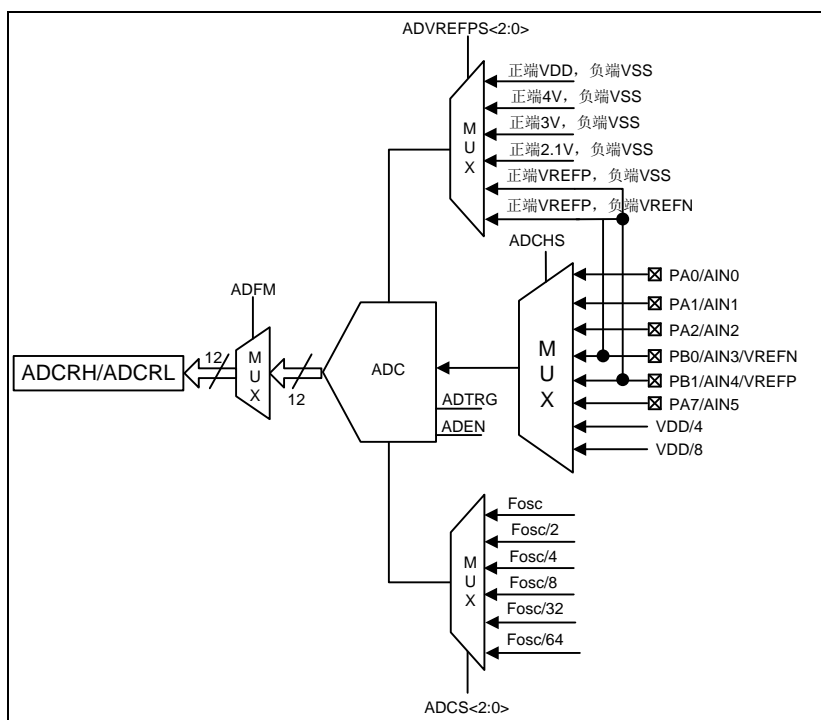 ADVREFPS<2:0>
正端VDD，负端VSS
正端4V，负端VSS
正端3V，负端VSS
正端2.1V，负端VSS
正端VREFP，负端VSS
正端VREFP，负端VREFN
MUX
ADCHS
PA0/AIN0
PA1/AIN1
PA2/AIN2
PB0/AIN3/VREFN
PB1/AIN4/VREFP
PA7/AIN5
VDD/4
VDD/8
MUX
ADFM
ADCRH/ADCRL
12
MUX
12
ADC
ADTRG
ADEN
Fosc
Fosc/2
Fosc/4
Fosc/8
Fosc/32
Fosc/64
MUX
ADCS<2:0>